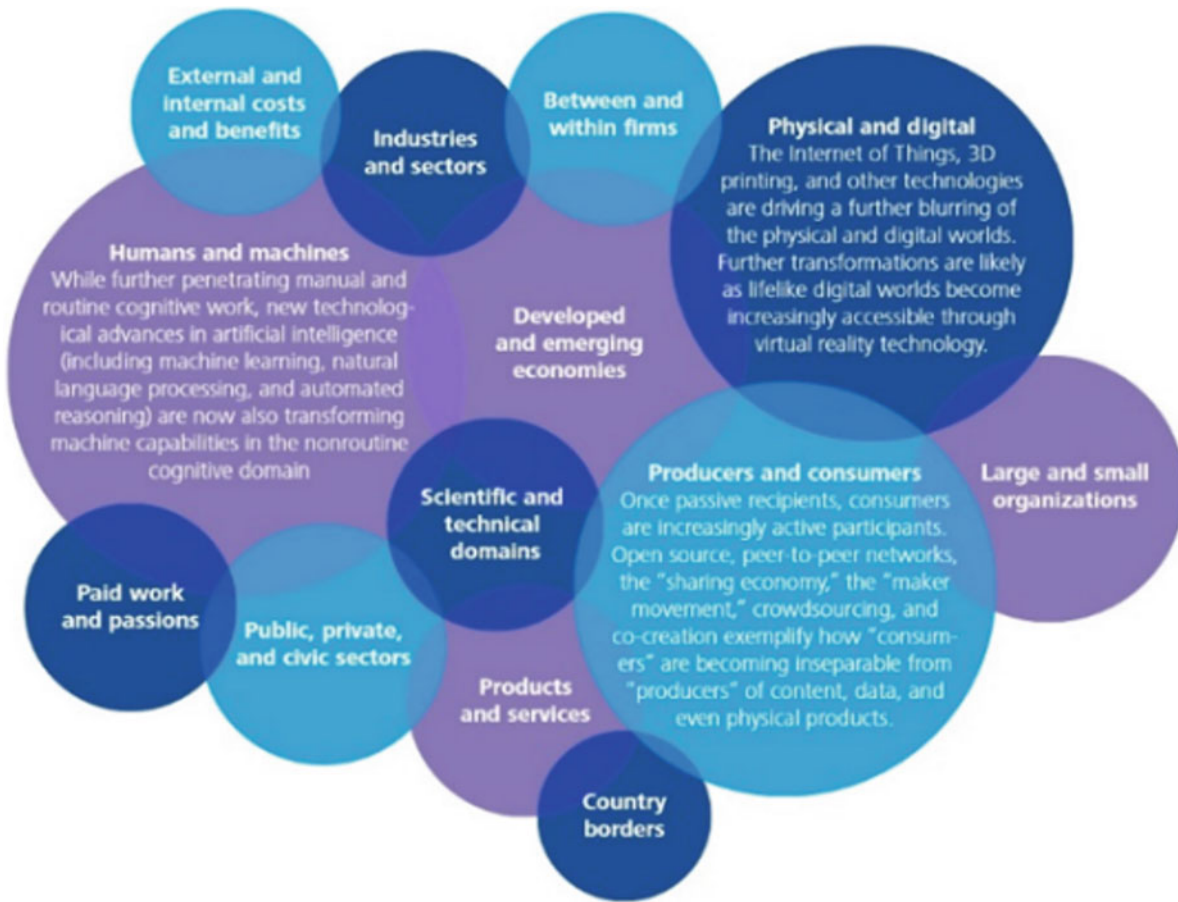 External and
internal costs
and benefits
Industries
and sectors
Between and
within firms
Physical and digital
The Internet of Things, 3D
printing, and other technologies
are driving a further blurring of
the physical and digital worlds.
Further transformations are likely
as lifelike digital worlds become
increasingly accessible through
virtual reality technology.
Humans and machines
While further penetrating manual and
routine cognitive work, new technolog-
ical advances in artificial intelligence
(including machine learning, natural
language processing, and automated
reasoning) are now also transforming
machine capabilities in the nonroutine
cognitive domain
Developed
and emerging
economies
Scientific and
technical
domains
Producers and consumers
Once passive recipients, consumers
are increasingly active participants.
Open source, peer-to-peer networks,
the "sharing economy," the "maker
movement," crowdsourcing, and
co-creation exemplify how "consum-
ers" are becoming inseparable from
"producers" of content, data, and
even physical products.
Large and small
organizations
Paid work
and passions
Public, private,
and civic sectors
Products
and services
Country
borders